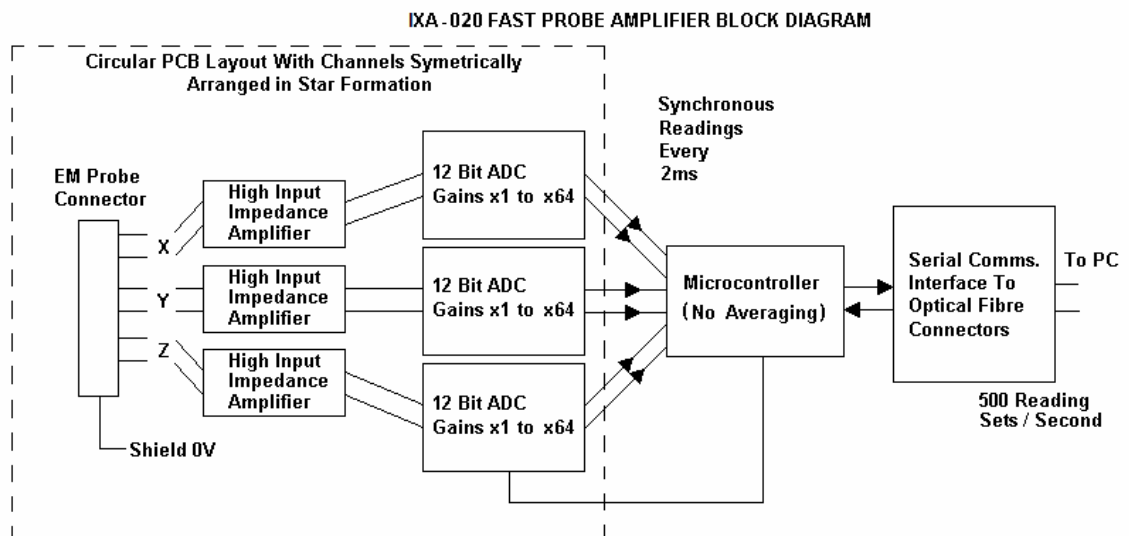 IXA-020 FAST PROBE AMPLIFIER BLOCK DIAGRAM
Circular PCB Layout With Channels Symetrically
Arranged in Star Formation
Synchronous
Readings
Every
2ms
EM Probe
Connector
X
Y
Z
Shield 0V
High Input
Impedance
Amplifier
High Input
Impedance
Amplifier
High Input
Impedance
Amplifier
12 Bit ADC
Gains x1 to x64
12 Bit ADC
Gains x1 to x64
12 Bit ADC
Gains x1 to x64
Microcontroller
(No Averaging)
Serial Comms.
Interface To
Optical Fibre
Connectors
To PC
500 Reading
Sets / Second